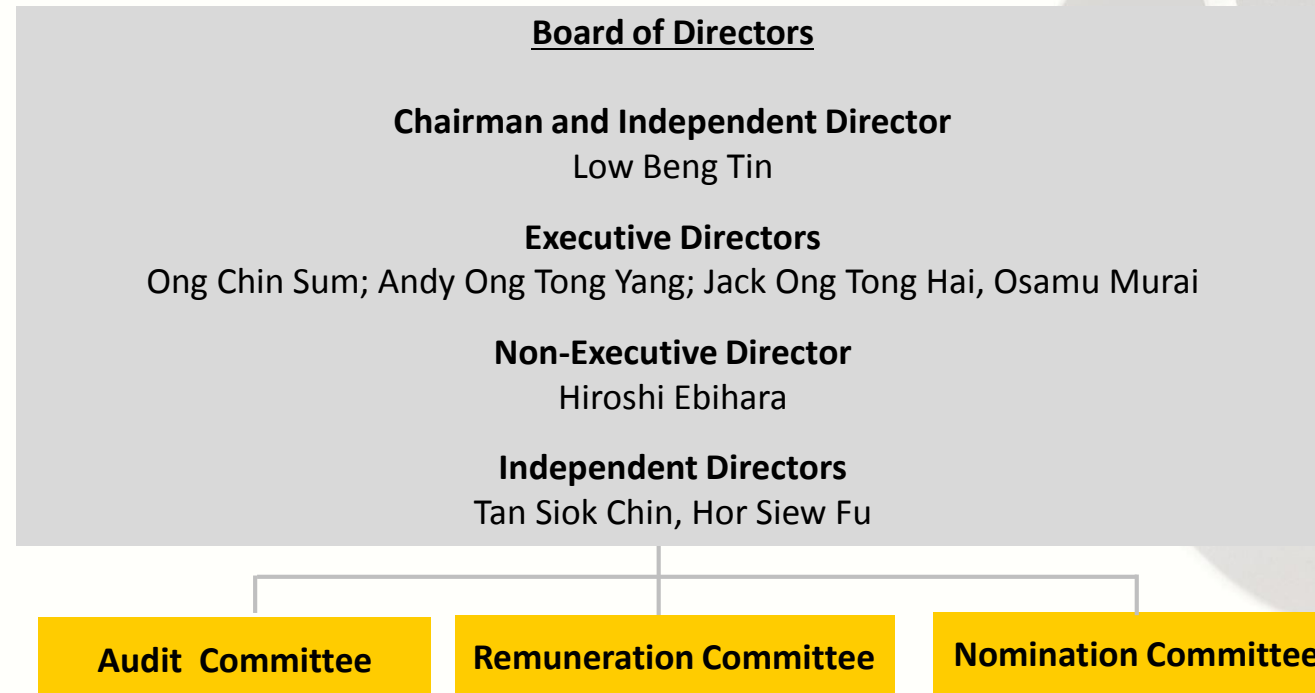 Board of Directors
Chairman and Independent Director
Low Beng Tin
Executive Directors
Ong Chin Sum; Andy Ong Tong Yang; Jack Ong Tong Hai, Osamu Murai
Non-Executive Director
Hiroshi Ebihara
Independent Directors
Tan Siok Chin, Hor Siew Fu
Audit Committee
Remuneration Committee
Nomination Committee